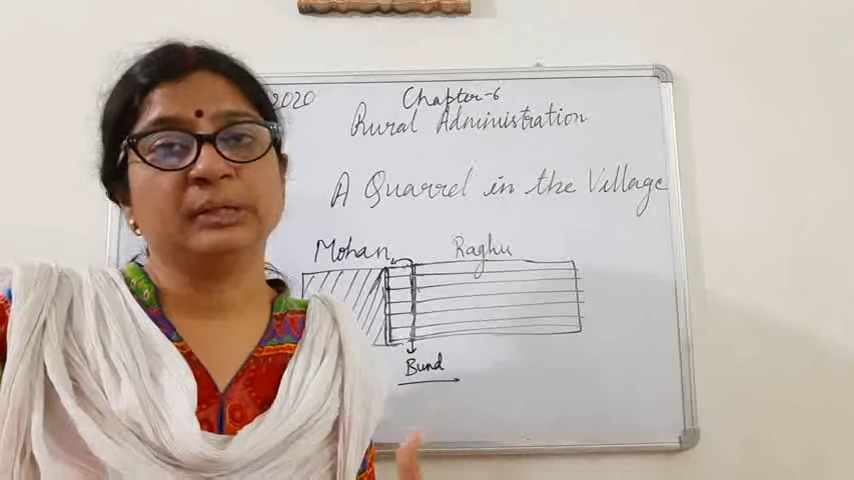 2020
Chapter-6
Rural Administration
A Quarrel in the Village
Mohan
Raghu
Bund